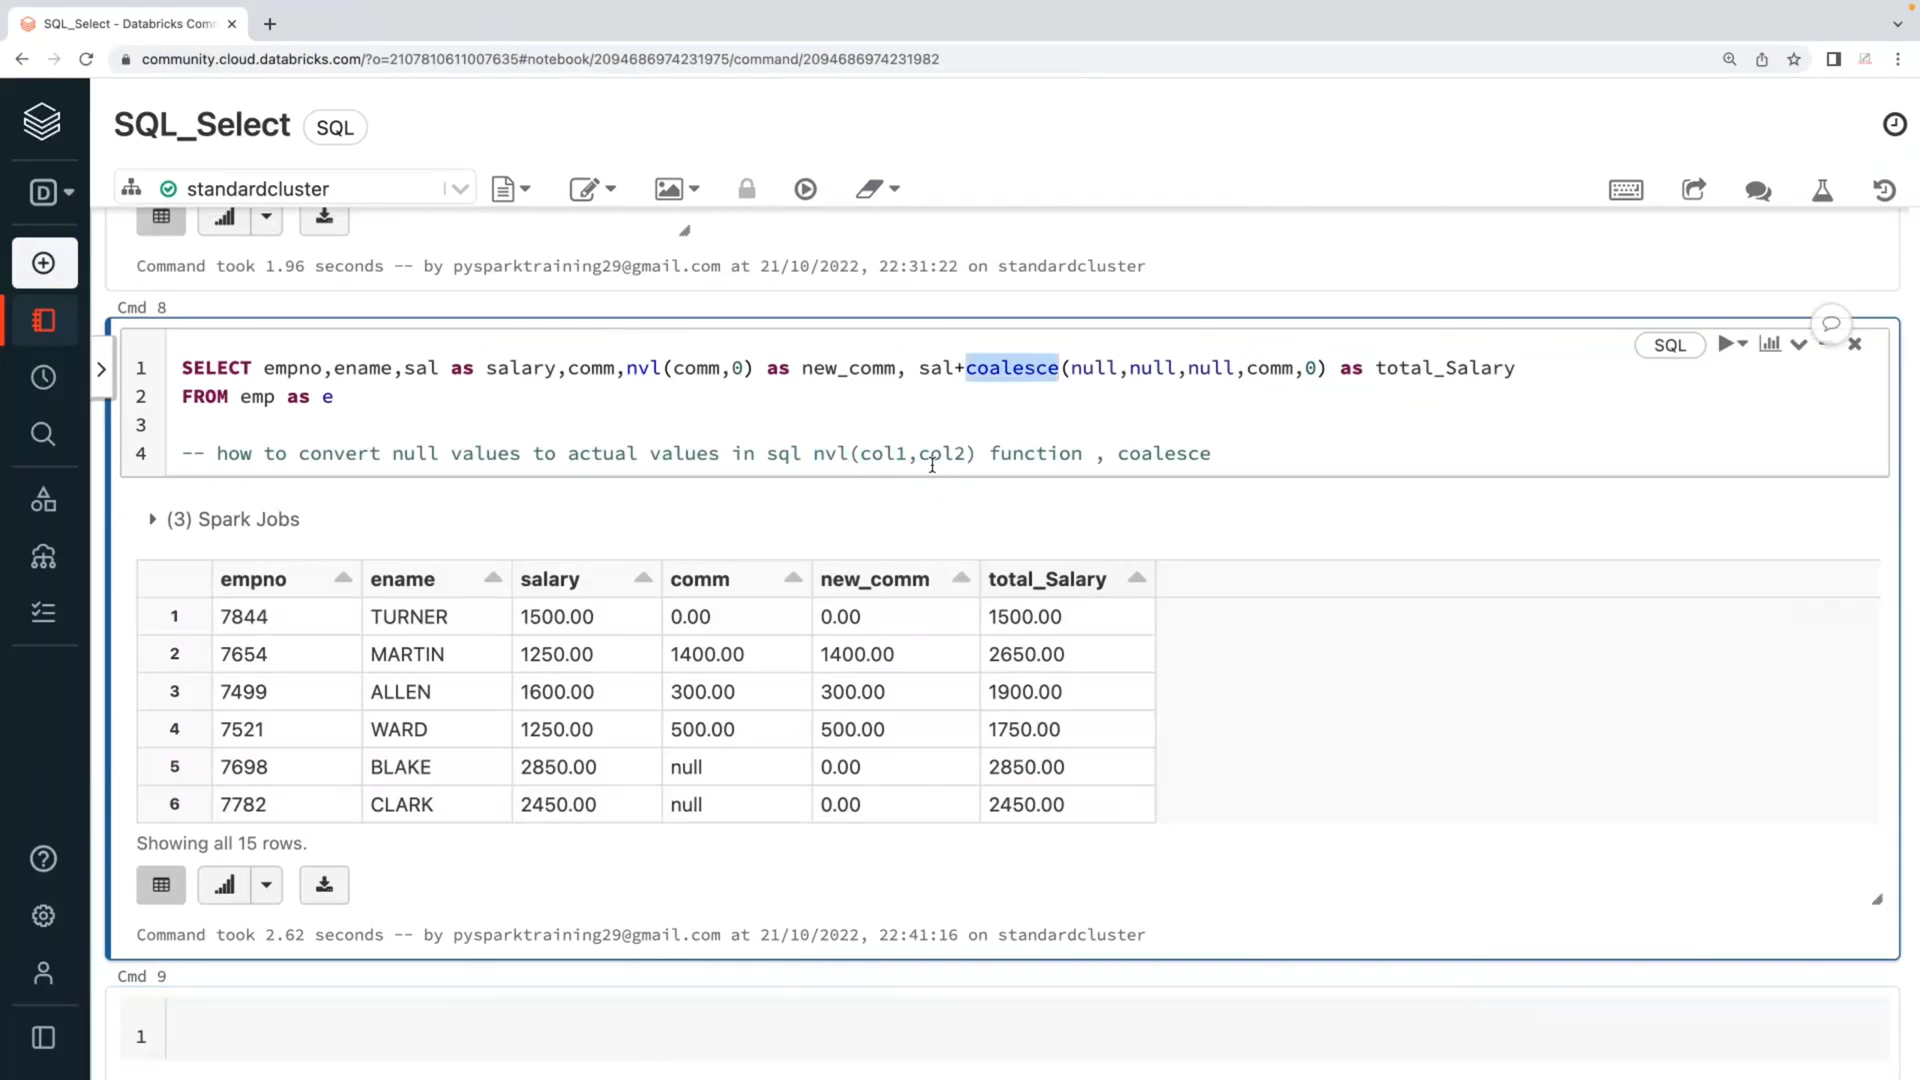 SQL_Select - Databricks Comm
community.cloud.databricks.com/?o=2107810611007635#notebook/2094686974231975/command/2094686974231982
SQL_Select SQL
D
standardcluster
Command took 1.96 seconds -- by pysparktraining29@gmail.com at 21/10/2022, 22:31:22 on standardcluster
Cmd 8
SQL
1 SELECT empno,ename,sal as salary,comm,nvl(comm,0) as new_comm, sal+coalesce(null,null,null,comm,0) as total_Salary
2 FROM emp as e
3
4 -- how to convert null values to actual values in sql nvl(col1,col2) function , coalesce
(3) Spark Jobs
empno ename salary comm new_comm total_Salary
1 7844 TURNER 1500.00 0.00 0.00 1500.00
2 7654 MARTIN 1250.00 1400.00 1400.00 2650.00
3 7499 ALLEN 1600.00 300.00 300.00 1900.00
4 7521 WARD 1250.00 500.00 500.00 1750.00
5 7698 BLAKE 2850.00 null 0.00 2850.00
6 7782 CLARK 2450.00 null 0.00 2450.00
Showing all 15 rows.
Command took 2.62 seconds -- by pysparktraining29@gmail.com at 21/10/2022, 22:41:16 on standardcluster
Cmd 9
1